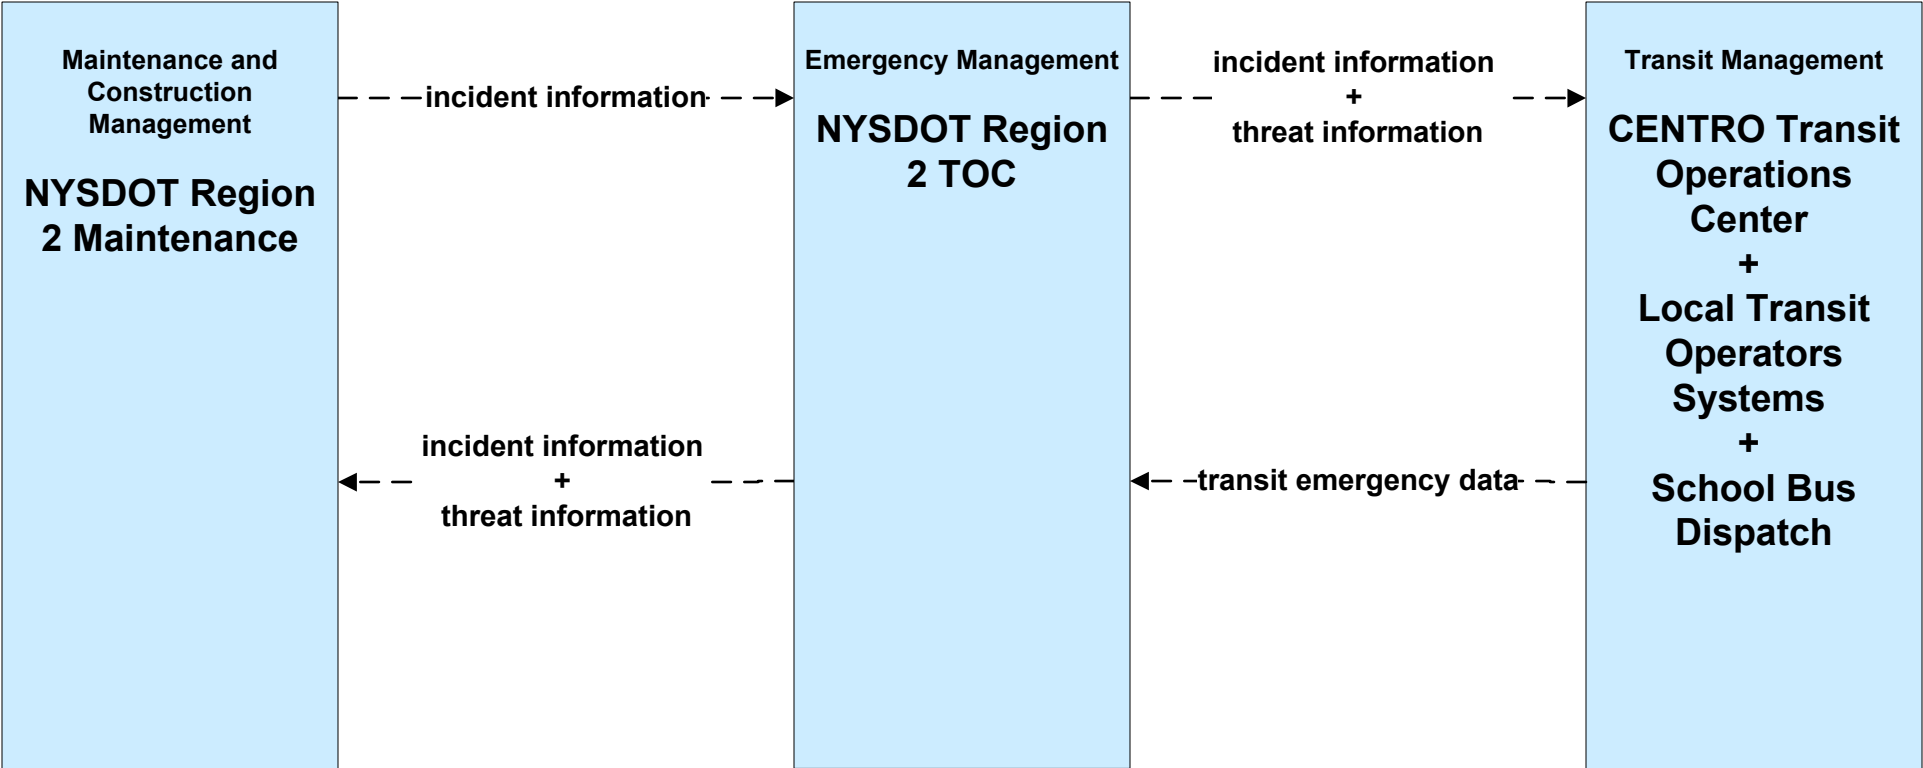 Maintenance and
Construction
Management
NYSDOT Region
2 Maintenance
incident information
incident information
+
threat information
Emergency Management
NYSDOT Region
2 TOC
incident information
+
threat information
transit emergency data
Transit Management
CENTRO Transit
Operations
Center
+
Local Transit
Operators
Systems
+
School Bus
Dispatch